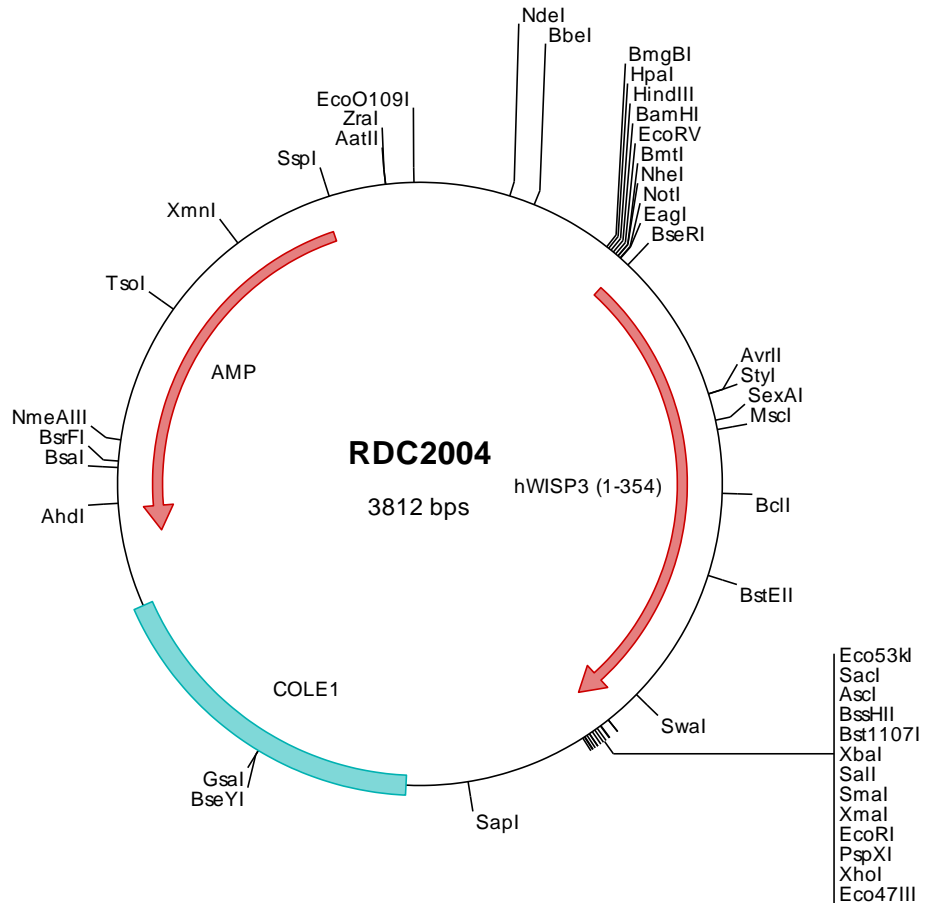 NdeI
BbeI
BmgBI
HpaI
HindIII
BamHI
EcoRV
BmtI
NheI
NotI
EagI
BseRI
EcoO109I
ZraI
AatII
SspI
XmnI
TsoI
AMP
AvrII
StyI
SexAI
MscI
NmeAIII
BsrFI
BsaI
AhdI
RDC2004
3812 bps
hWISP3 (1-354)
BclI
BstEII
COLE1
SwaI
GsaI
BseYI
SapI
Eco53kI
SacI
AscI
BssHII
Bst1107I
XbaI
SalI
SmaI
XmaI
EcoRI
PspXI
XhoI
Eco47III